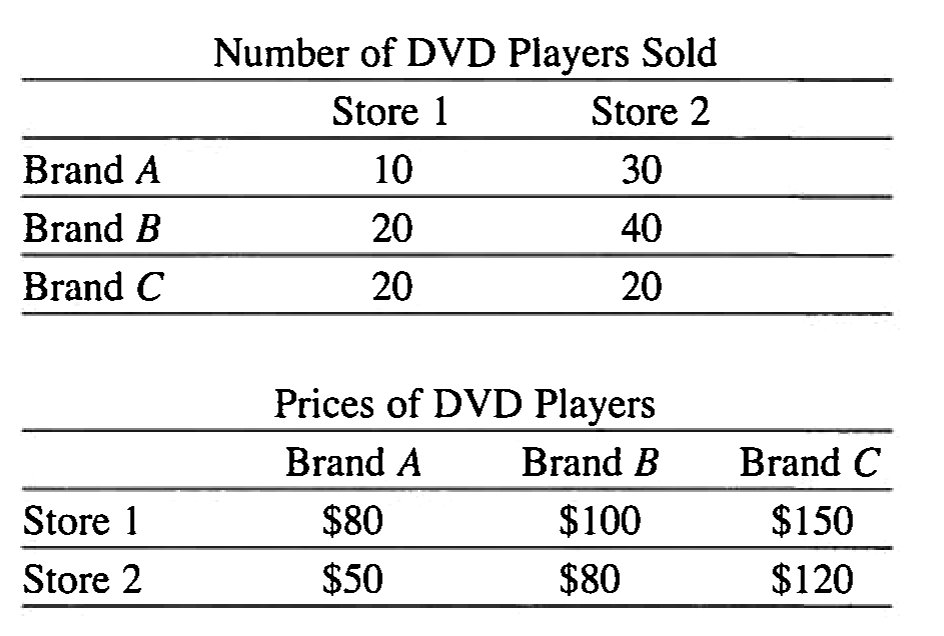 Number of DVD Players Sold
Store 1 Store 2
Brand A 10 30
Brand B 20 40
Brand C 20 20
Prices of DVD Players
Brand A Brand B Brand C
Store 1 $80 $100 $150
Store 2 $50 $80 $120